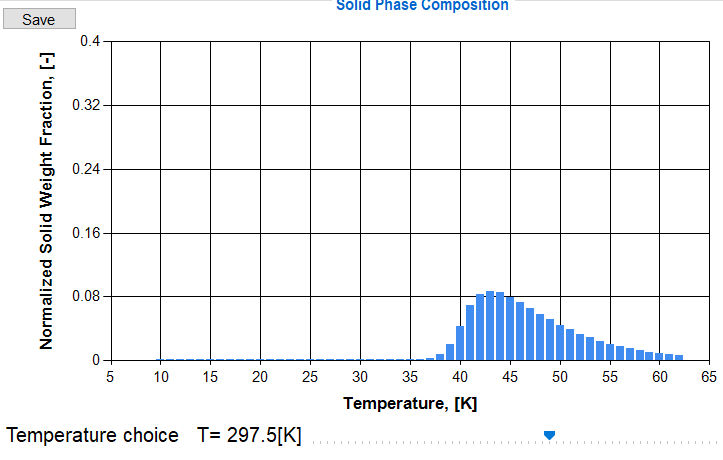 Solid Phase Composition
Save
Normalized Solid Weight Fraction, [-]
0.4
0.32
0.24
0.16
0.08
0
5 10 15 20 25 30 35 40 45 50 55 60 65
Temperature, [K]
Temperature choice T= 297.5[K]